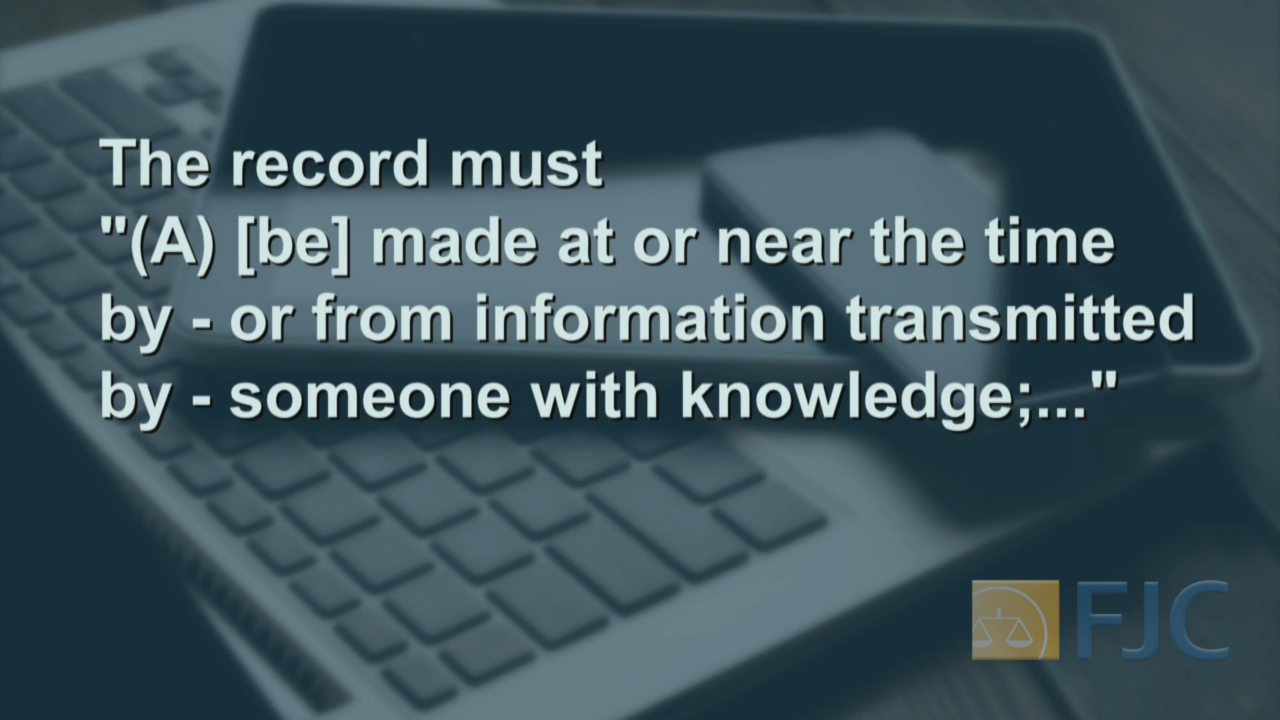 The record must
"(A) [be] made at or near the time
by - or from information transmitted
by - someone with knowledge;..."
FJC